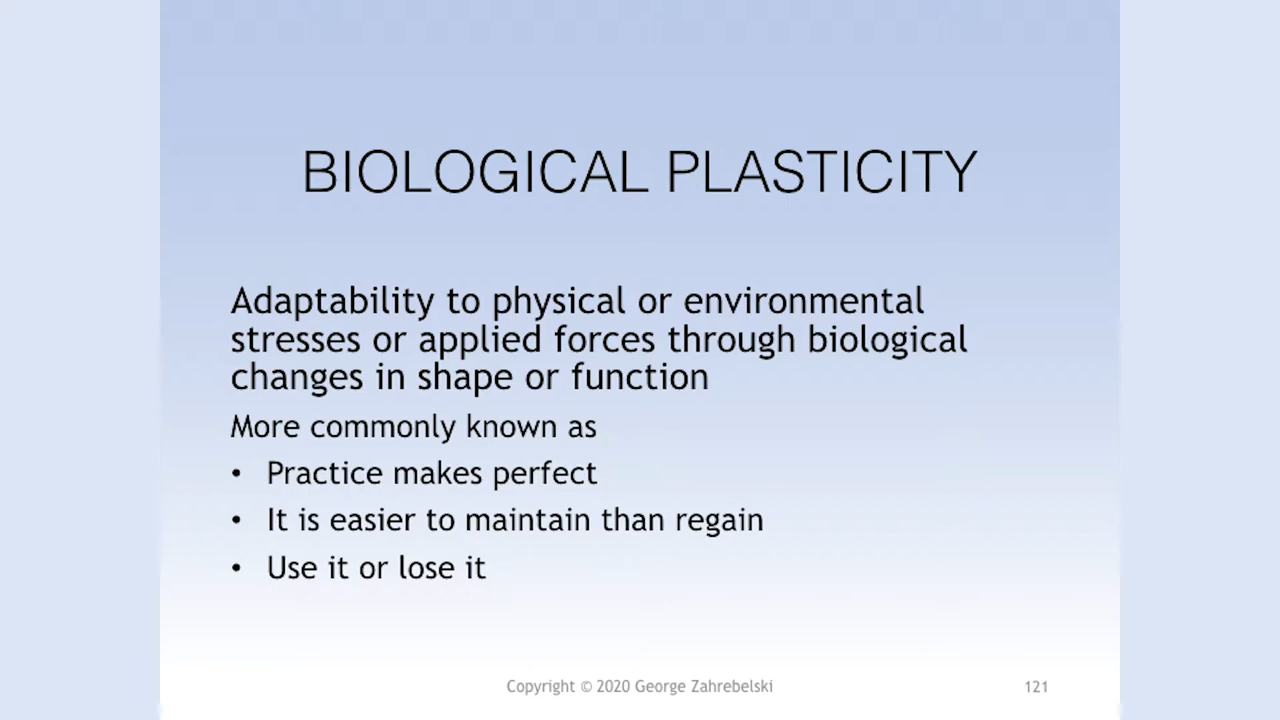 BIOLOGICAL PLASTICITY
Adaptability to physical or environmental
stresses or applied forces through biological
changes in shape or function
More commonly known as
• Practice makes perfect
• It is easier to maintain than regain
• Use it or lose it
Copyright © 2020 George Zahrebelski
121